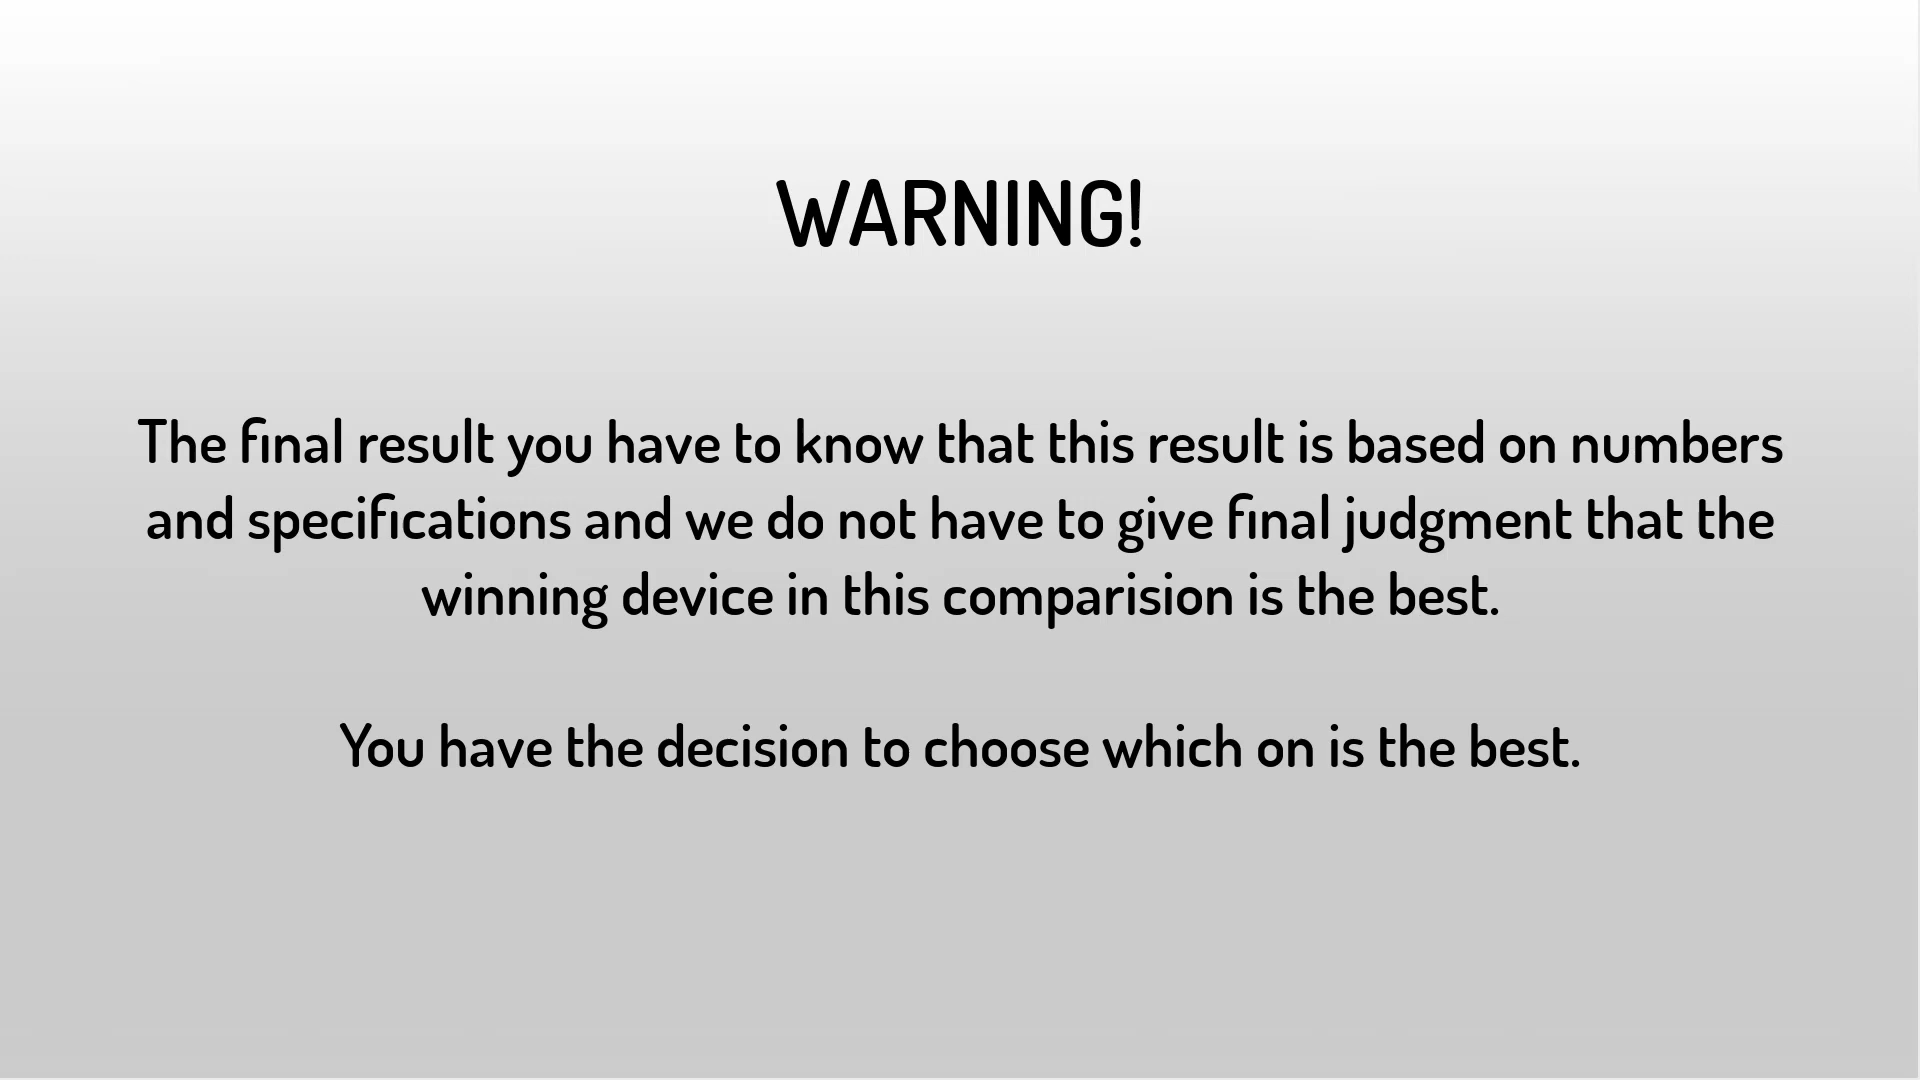 WARNING!
The final result you have to know that this result is based on numbers
and specifications and we do not have to give final judgment that the
winning device in this comparision is the best.
You have the decision to choose which on is the best.